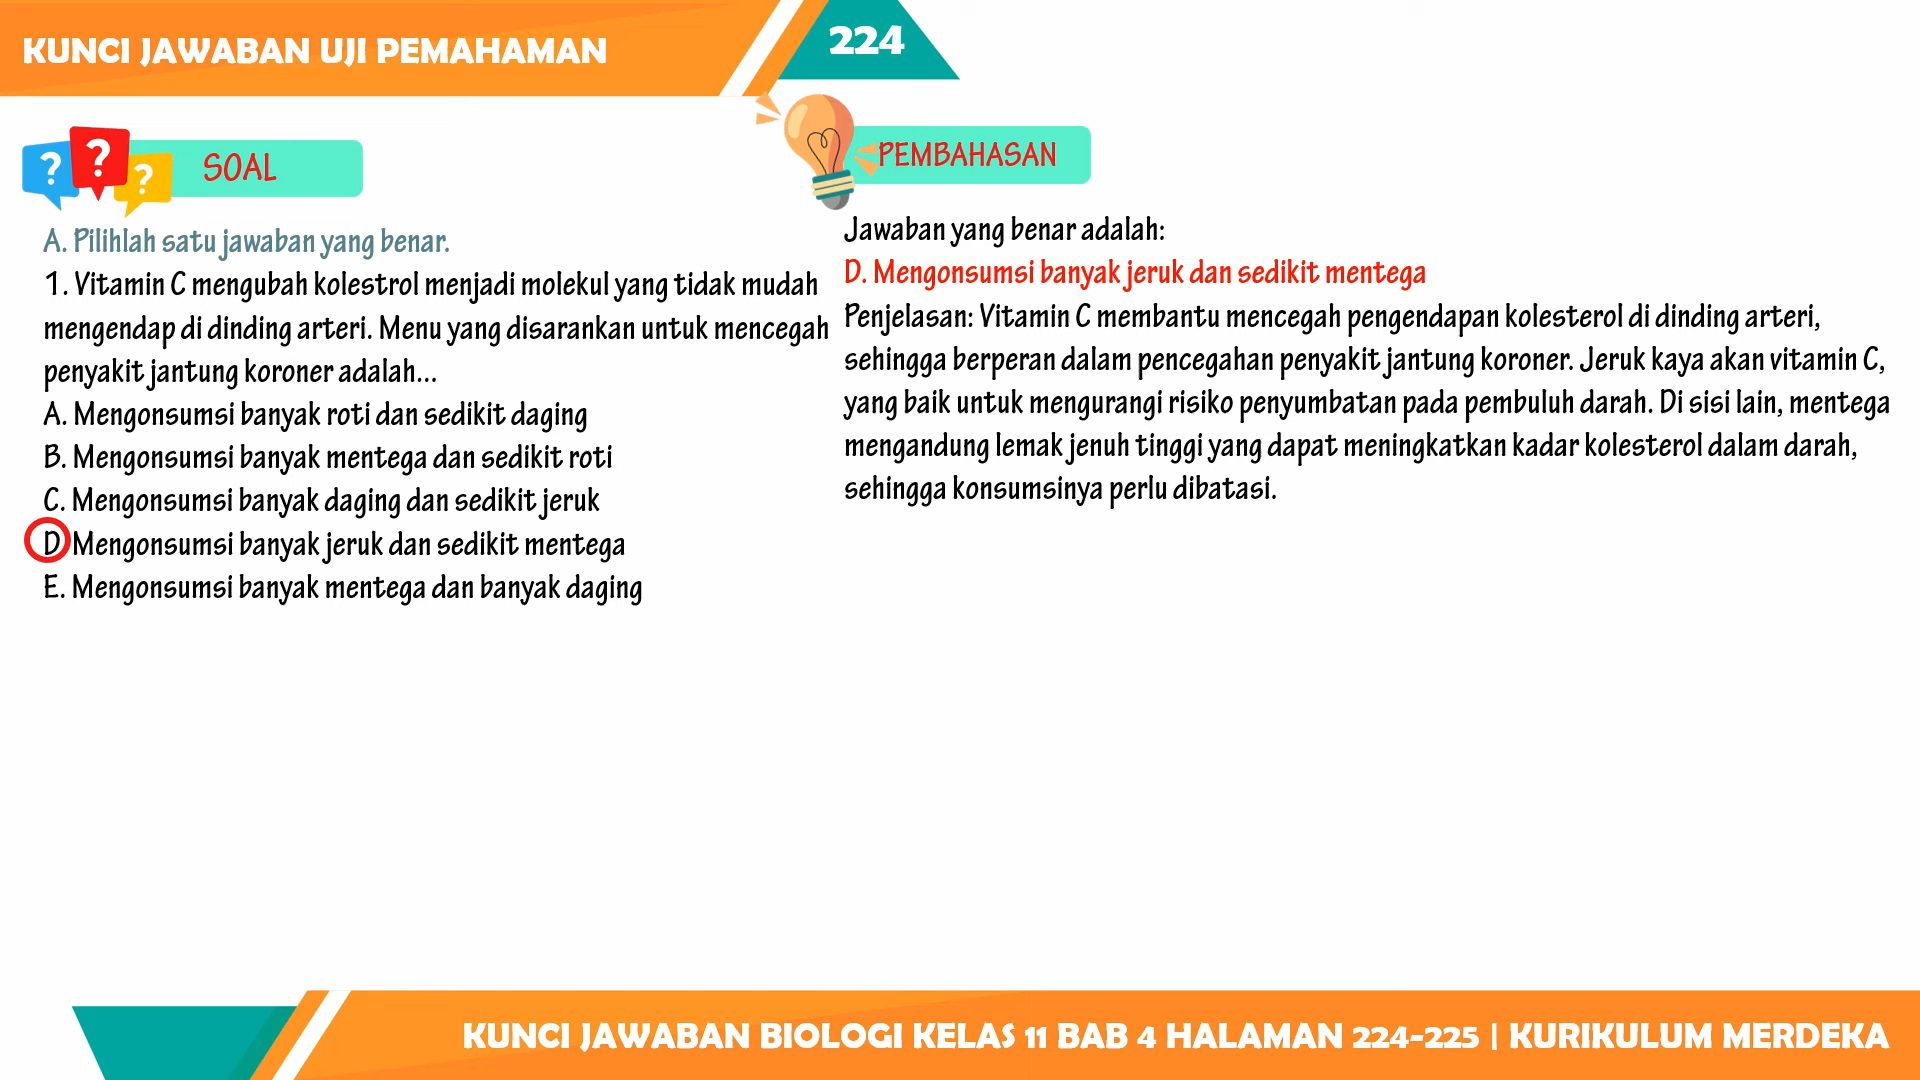 KUNCI JAWABAN UJI PEMAHAMAN
224
? ? ?
SOAL
A. Pilihlah satu jawaban yang benar.
1. Vitamin C mengubah kolestrol menjadi molekul yang tidak mudah
mengendap di dinding arteri. Menu yang disarankan untuk mencegah
penyakit jantung koroner adalah...
A. Mengonsumsi banyak roti dan sedikit daging
B. Mengonsumsi banyak mentega dan sedikit roti
C. Mengonsumsi banyak daging dan sedikit jeruk
D Mengonsumsi banyak jeruk dan sedikit mentega
E. Mengonsumsi banyak mentega dan banyak daging
PEMBAHASAN
Jawaban yang benar adalah:
D. Mengonsumsi banyak jeruk dan sedikit mentega
Penjelasan: Vitamin C membantu mencegah pengendapan kolesterol di dinding arteri,
sehingga berperan dalam pencegahan penyakit jantung koroner. Jeruk kaya akan vitamin C,
yang baik untuk mengurangi risiko penyumbatan pada pembuluh darah. Di sisi lain, mentega
mengandung lemak jenuh tinggi yang dapat meningkatkan kadar kolesterol dalam darah,
sehingga konsumsinya perlu dibatasi.
KUNCI JAWABAN BIOLOGI KELAS 11 BAB 4 HALAMAN 224-225 | KURIKULUM MERDEKA